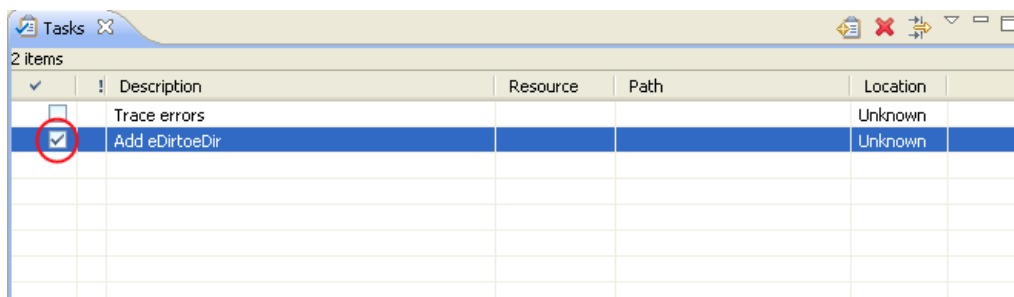 Tasks
2 items
! Description Resource Path Location
Trace errors Unknown
Add eDirtoeDir Unknown